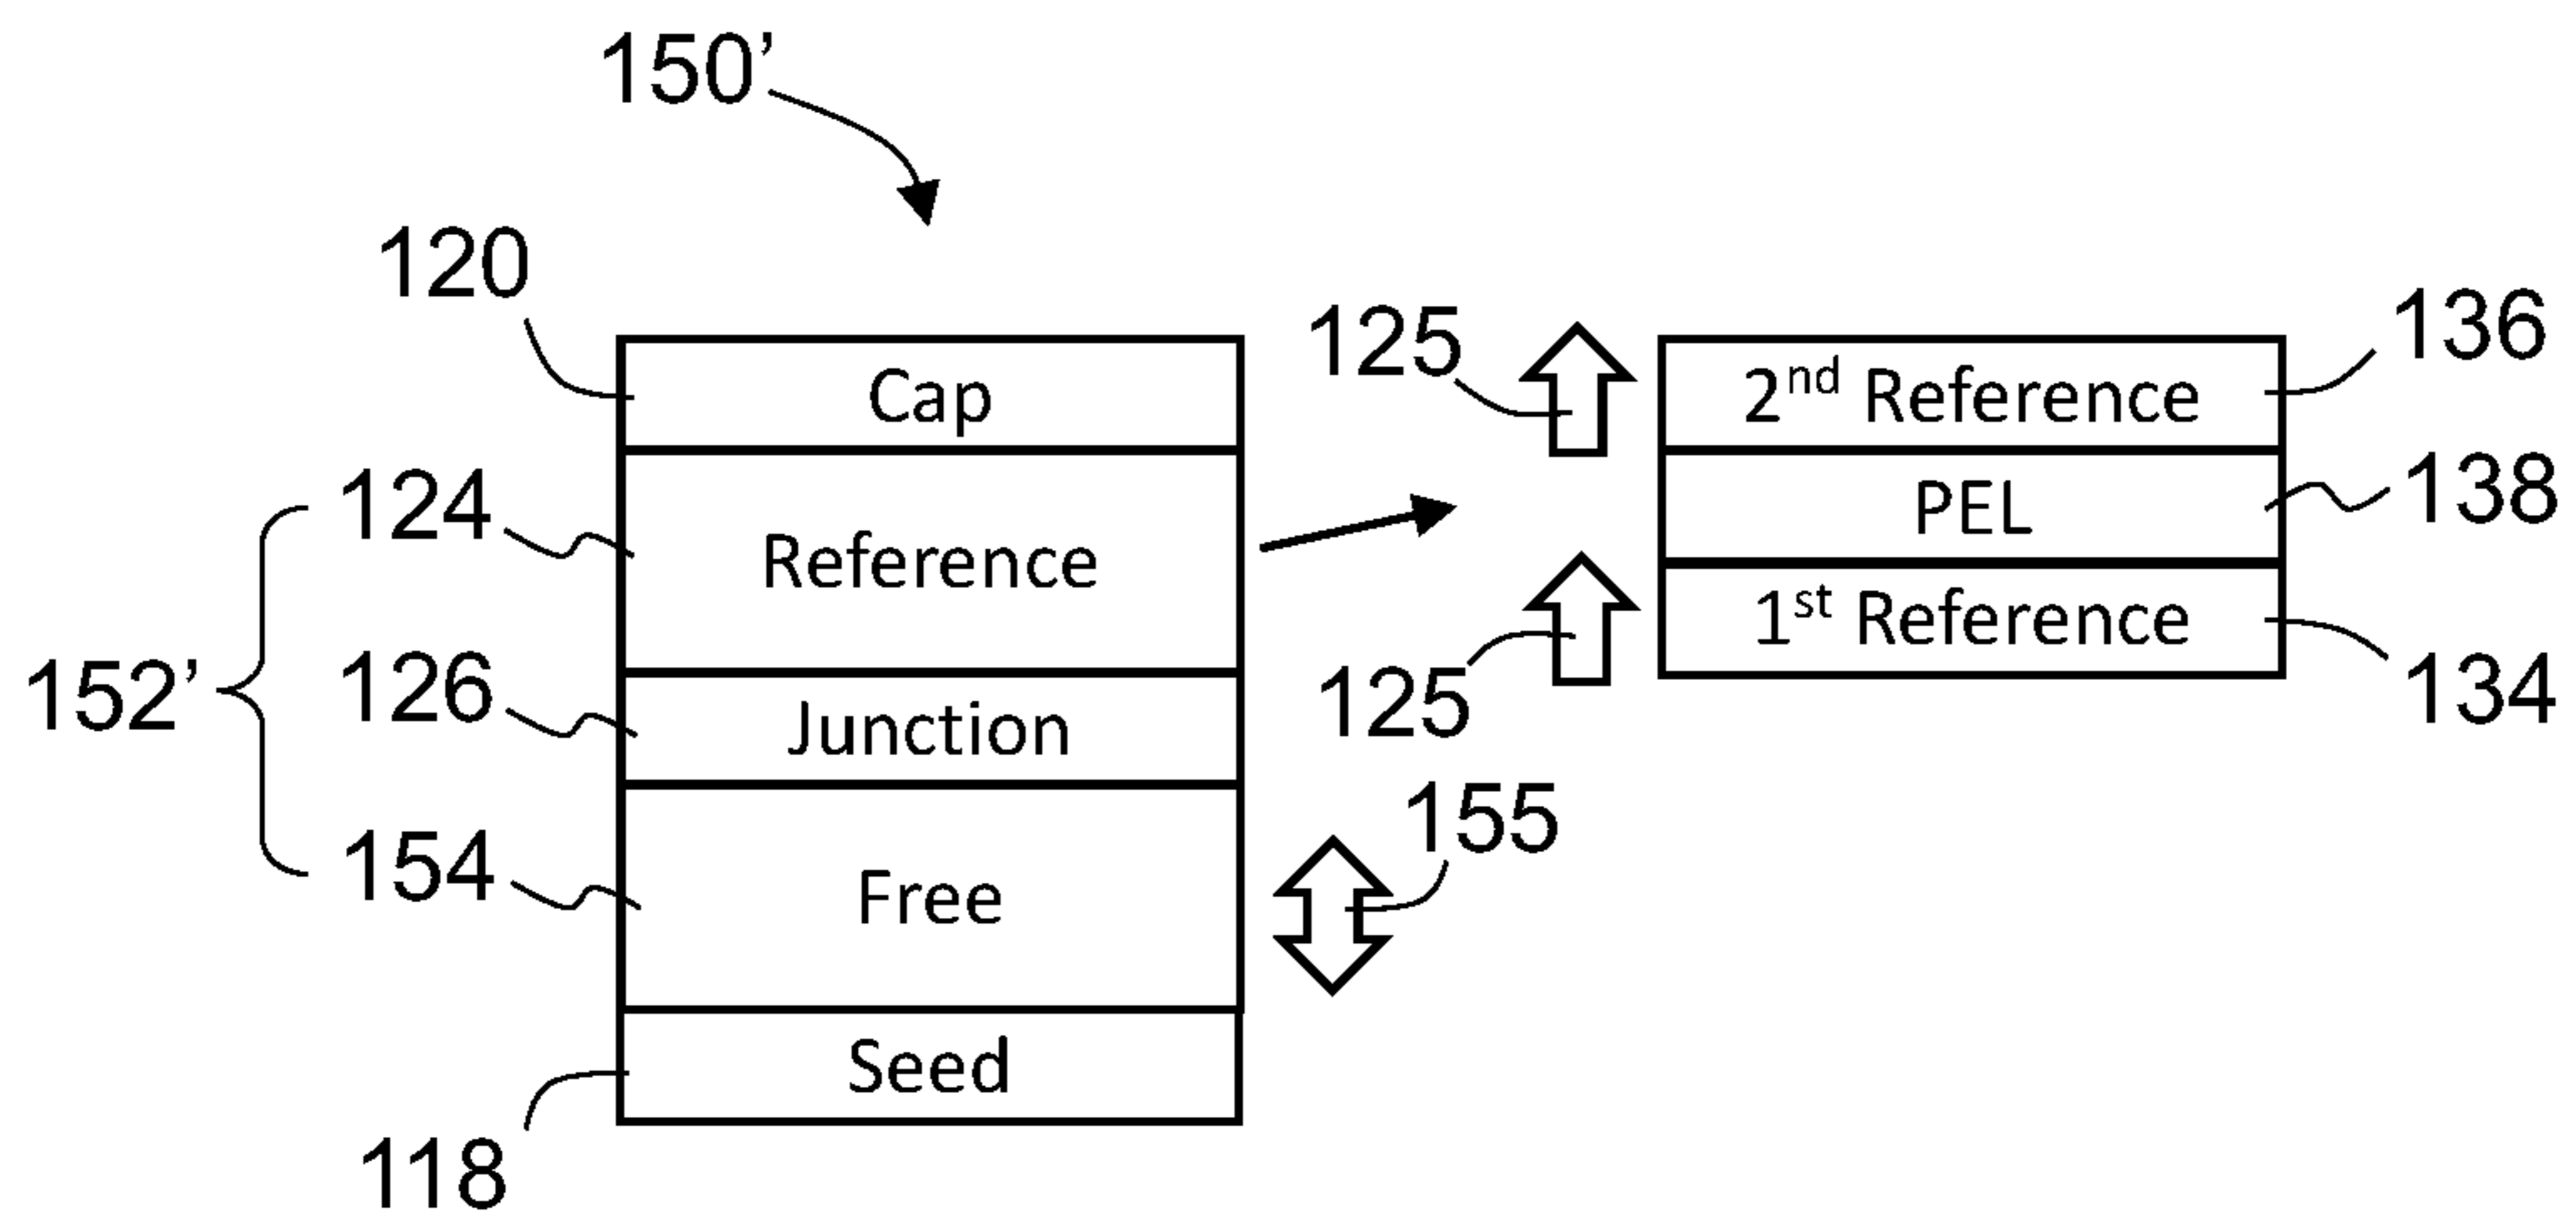 150’
120
Cap
125
2nd Reference
136
124
Reference
PEL
138
152’
126
Junction
125
1st Reference
134
154
Free
155
Seed
118